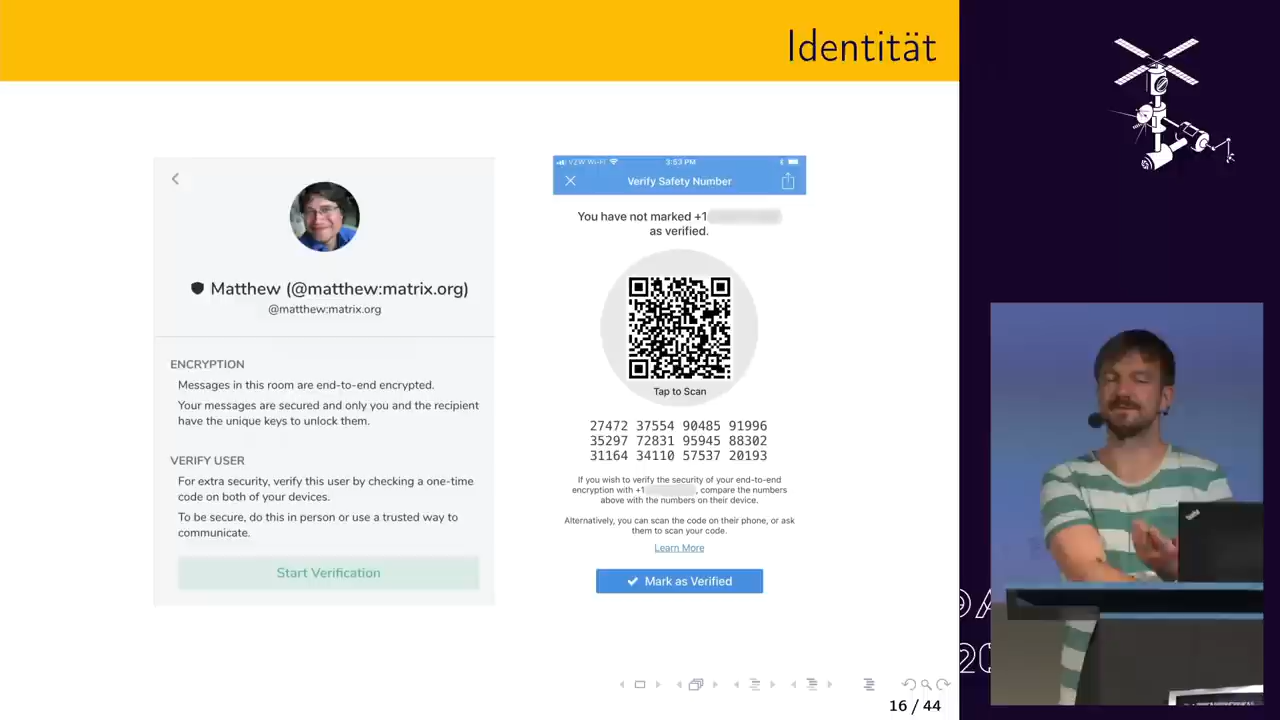 Identität
Matthew (@matthew:matrix.org)
@matthew:matrix.org
ENCRYPTION
Messages in this room are end-to-end encrypted.
Your messages are secured and only you and the recipient
have the unique keys to unlock them.
VERIFY USER
For extra security, verify this user by checking a one-time
code on both of your devices.
To be secure, do this in person or use a trusted way to
communicate.
Start Verification
VZW Wi-Fi
3:53 PM
Verify Safety Number
You have not marked +1
as verified.
Tap to Scan
27472 37554 90485 91996
35297 72831 95945 88302
31164 34110 57537 20193
If you wish to verify the security of your end-to-end
encryption with +1 , compare the numbers
above with the numbers on their device.
Alternatively, you can scan the code on their phone, or ask
them to scan your code.
Learn More
Mark as Verified
16 / 44